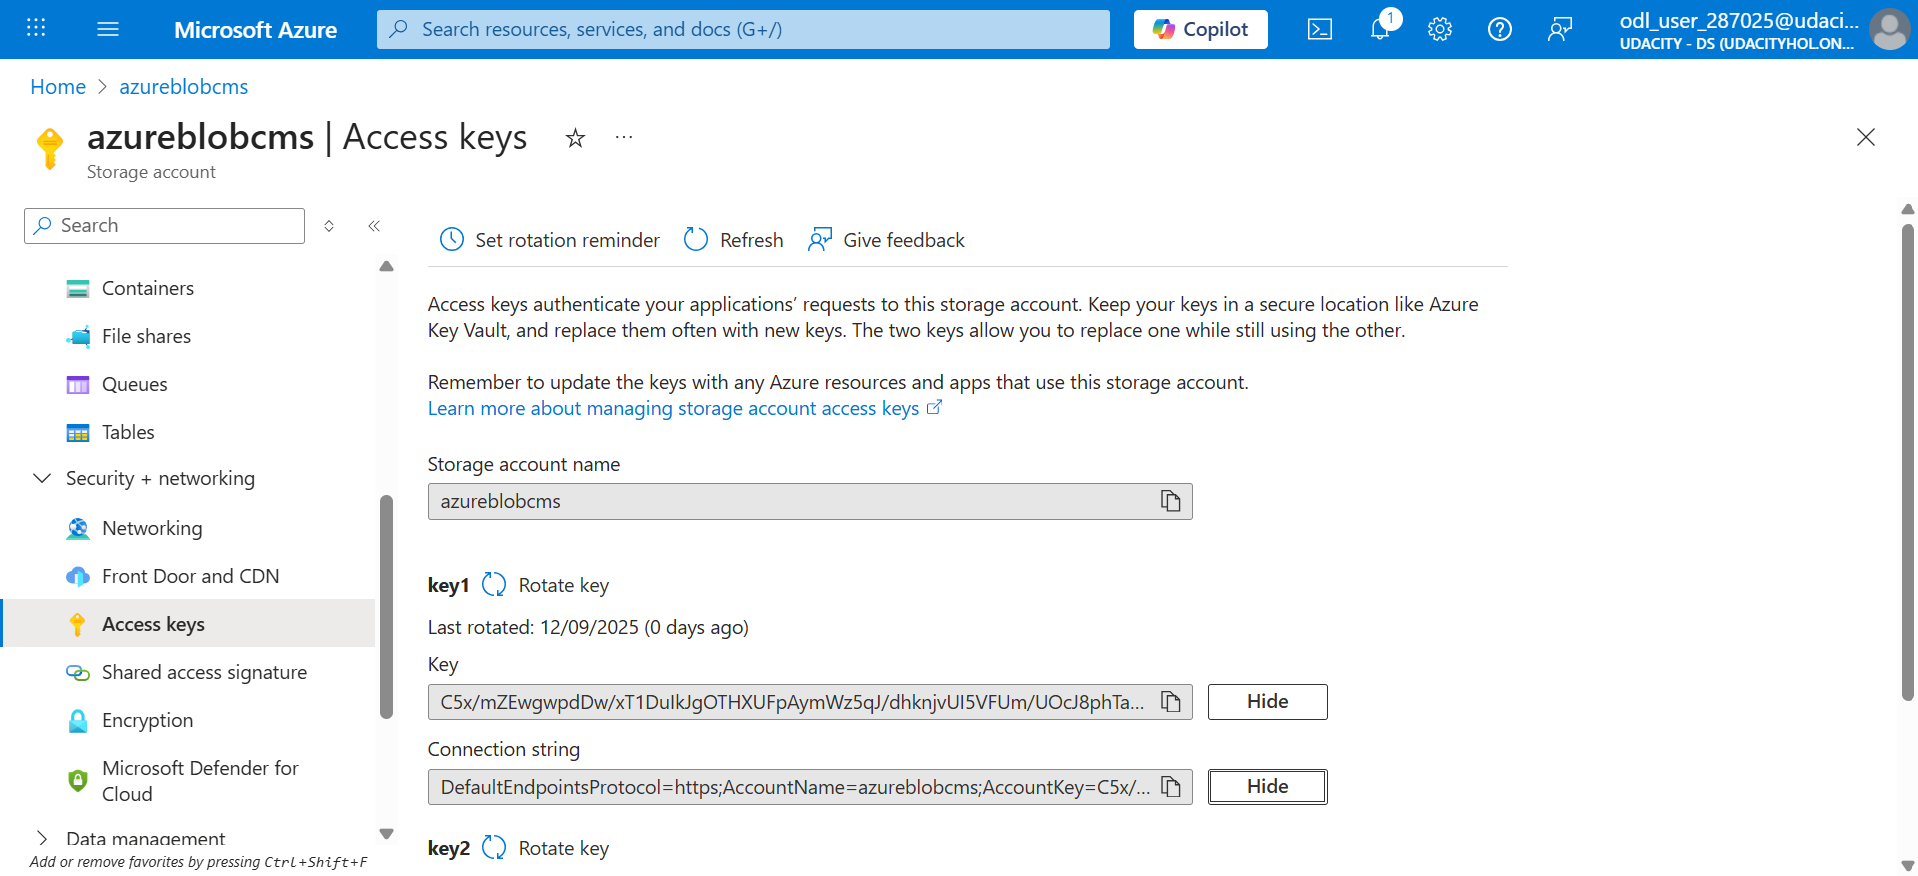 Microsoft Azure
Search resources, services, and docs (G+/)
Copilot
1
odl_user_287025@udaci...
UDACITY - DS (UDACITYHOL.ON...
Home > azureblobcms
azureblobcms | Access keys
Storage account
Search
Containers
File shares
Queues
Tables
Security + networking
Networking
Front Door and CDN
Access keys
Shared access signature
Encryption
Microsoft Defender for
Cloud
Data management
Add or remove favorites by pressing Ctrl+Shift+F
Set rotation reminder
Refresh
Give feedback
Access keys authenticate your applications’ requests to this storage account. Keep your keys in a secure location like Azure
Key Vault, and replace them often with new keys. The two keys allow you to replace one while still using the other.
Remember to update the keys with any Azure resources and apps that use this storage account.
Learn more about managing storage account access keys
Storage account name
azureblobcms
key1
Rotate key
Last rotated: 12/09/2025 (0 days ago)
Key
C5x/mZEwgwpdDw/xT1DuIkJgOTHXUFpAymWz5qJ/dhknjvUI5VFUm/UOcJ8phTa...
Hide
Connection string
DefaultEndpointsProtocol=https;AccountName=azureblobcms;AccountKey=C5x/...
Hide
key2
Rotate key